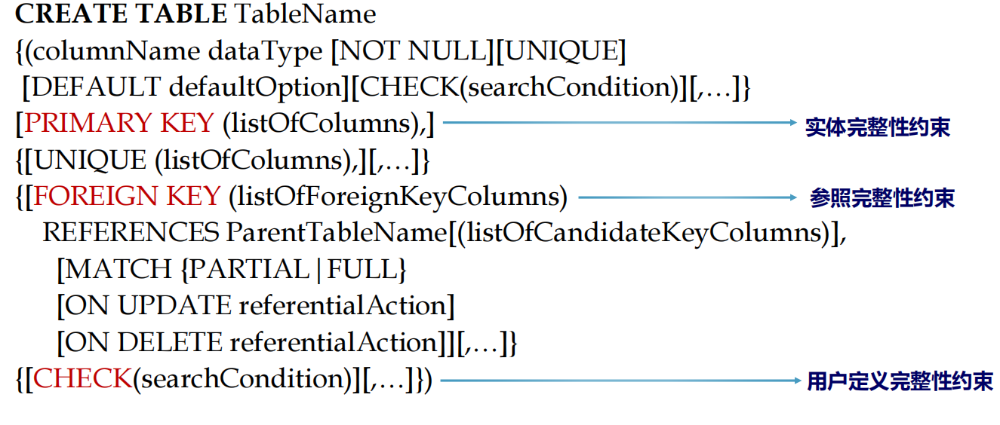 CREATE TABLE TableName
{(columnName dataType [NOT NULL][UNIQUE]
[DEFAULT defaultOption][CHECK(searchCondition)][,…]}
[PRIMARY KEY (listOfColumns),] 实体完整性约束
{[UNIQUE (listOfColumns),][,…]}
{[FOREIGN KEY (listOfForeignKeyColumns) 参照完整性约束
REFERENCES ParentTableName[(listOfCandidateKeyColumns)],
[MATCH {PARTIAL|FULL}
[ON UPDATE referentialAction]
[ON DELETE referentialAction]][,…]}
{[CHECK(searchCondition)][,…]}) 用户定义完整性约束